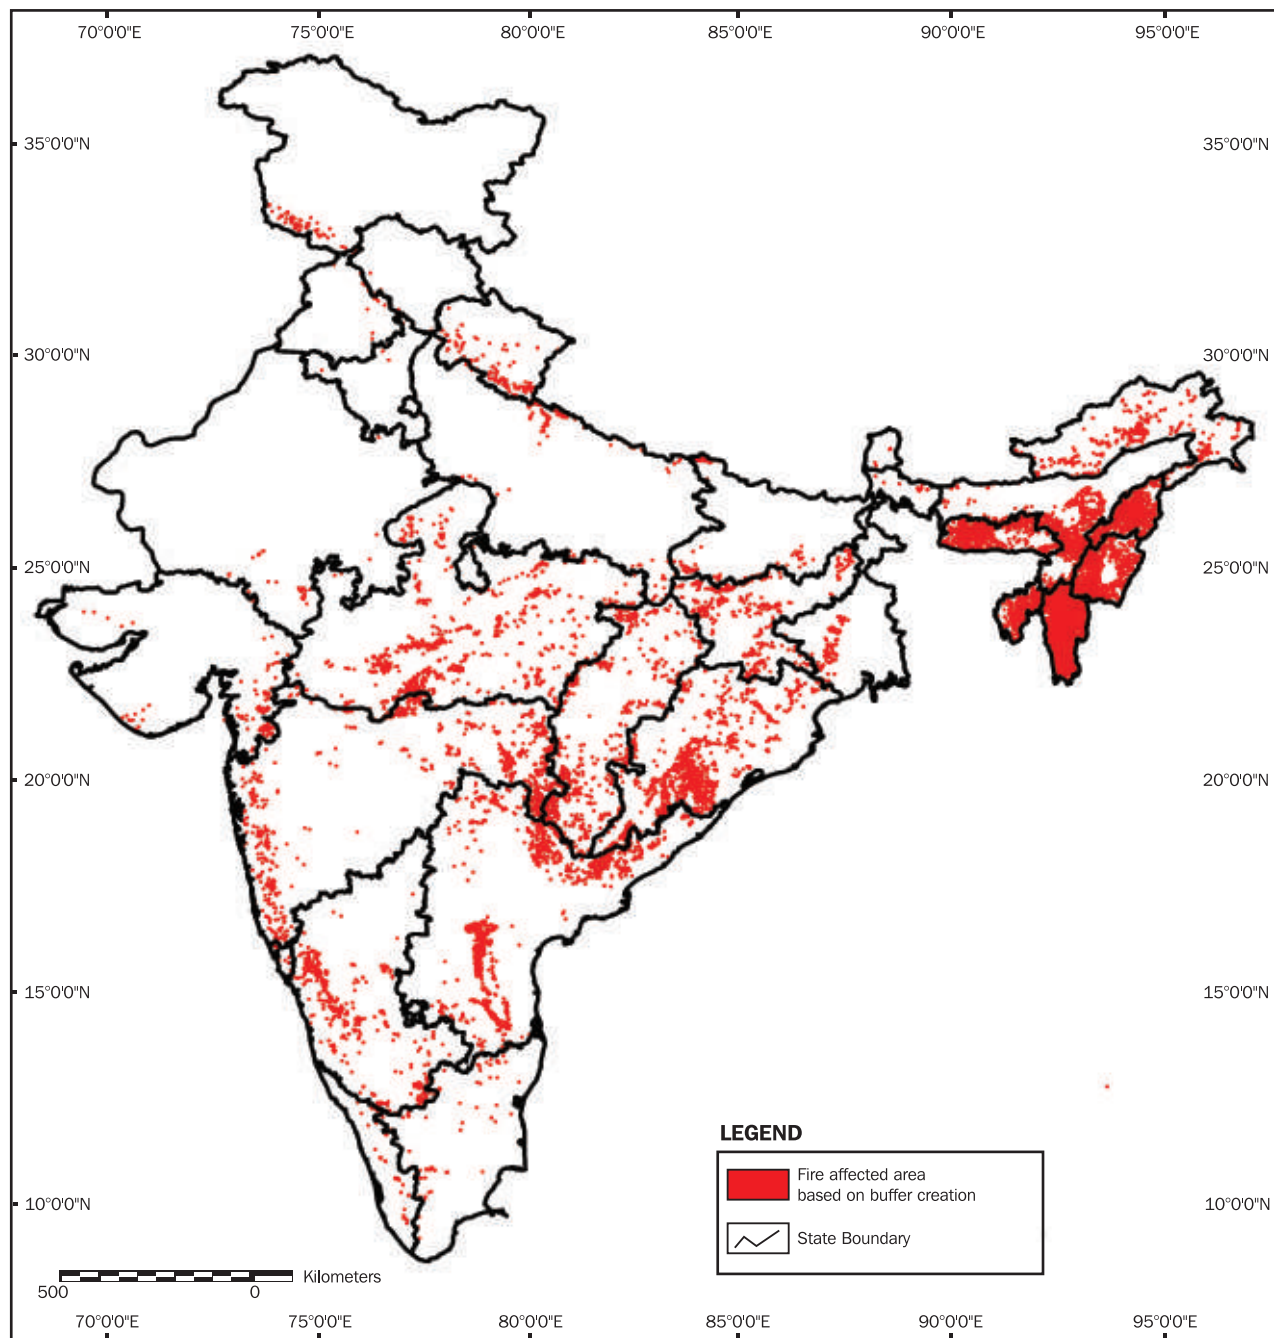 70°0'0"E 75°0'0"E 80°0'0"E 85°0'0"E 90°0'0"E 95°0'0"E
35°0'0"N 35°0'0"N
30°0'0"N 30°0'0"N
25°0'0"N 25°0'0"N
20°0'0"N 20°0'0"N
15°0'0"N 15°0'0"N
LEGEND
Fire affected area
based on buffer creation
10°0'0"N 10°0'0"N
State Boundary
Kilometers
500 0
70°0'0"E 75°0'0"E 80°0'0"E 85°0'0"E 90°0'0"E 95°0'0"E